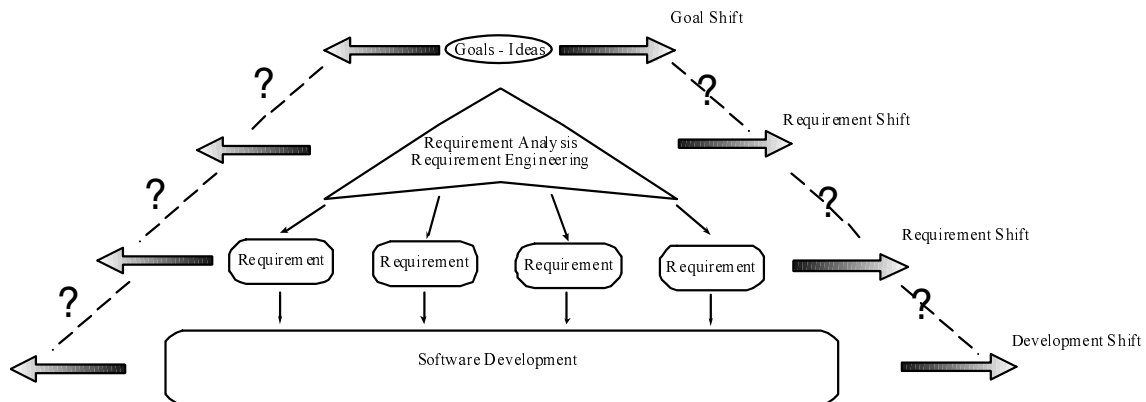 Goal Shift
Goals - Ideas
?
?
Requirement Shift
Requirement Analysis
Requirement Engineering
?
?
Requirement Shift
Requirement
Requirement
Requirement
Requirement
?
?
Development Shift
Software Development